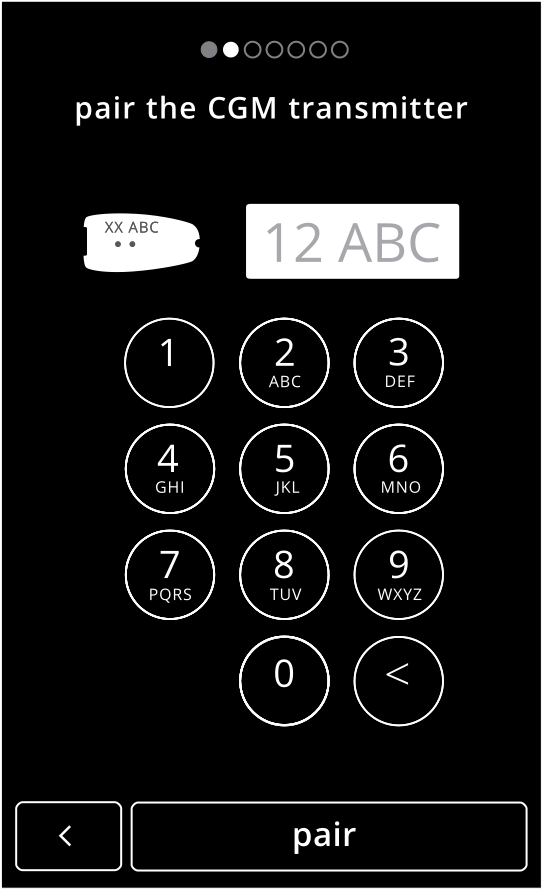 pair the CGM transmitter
XX ABC
12 ABC
1
2
ABC
3
DEF
4
GHI
5
JKL
6
MNO
7
PQRS
8
TUV
9
WXYZ
0
<
<
pair